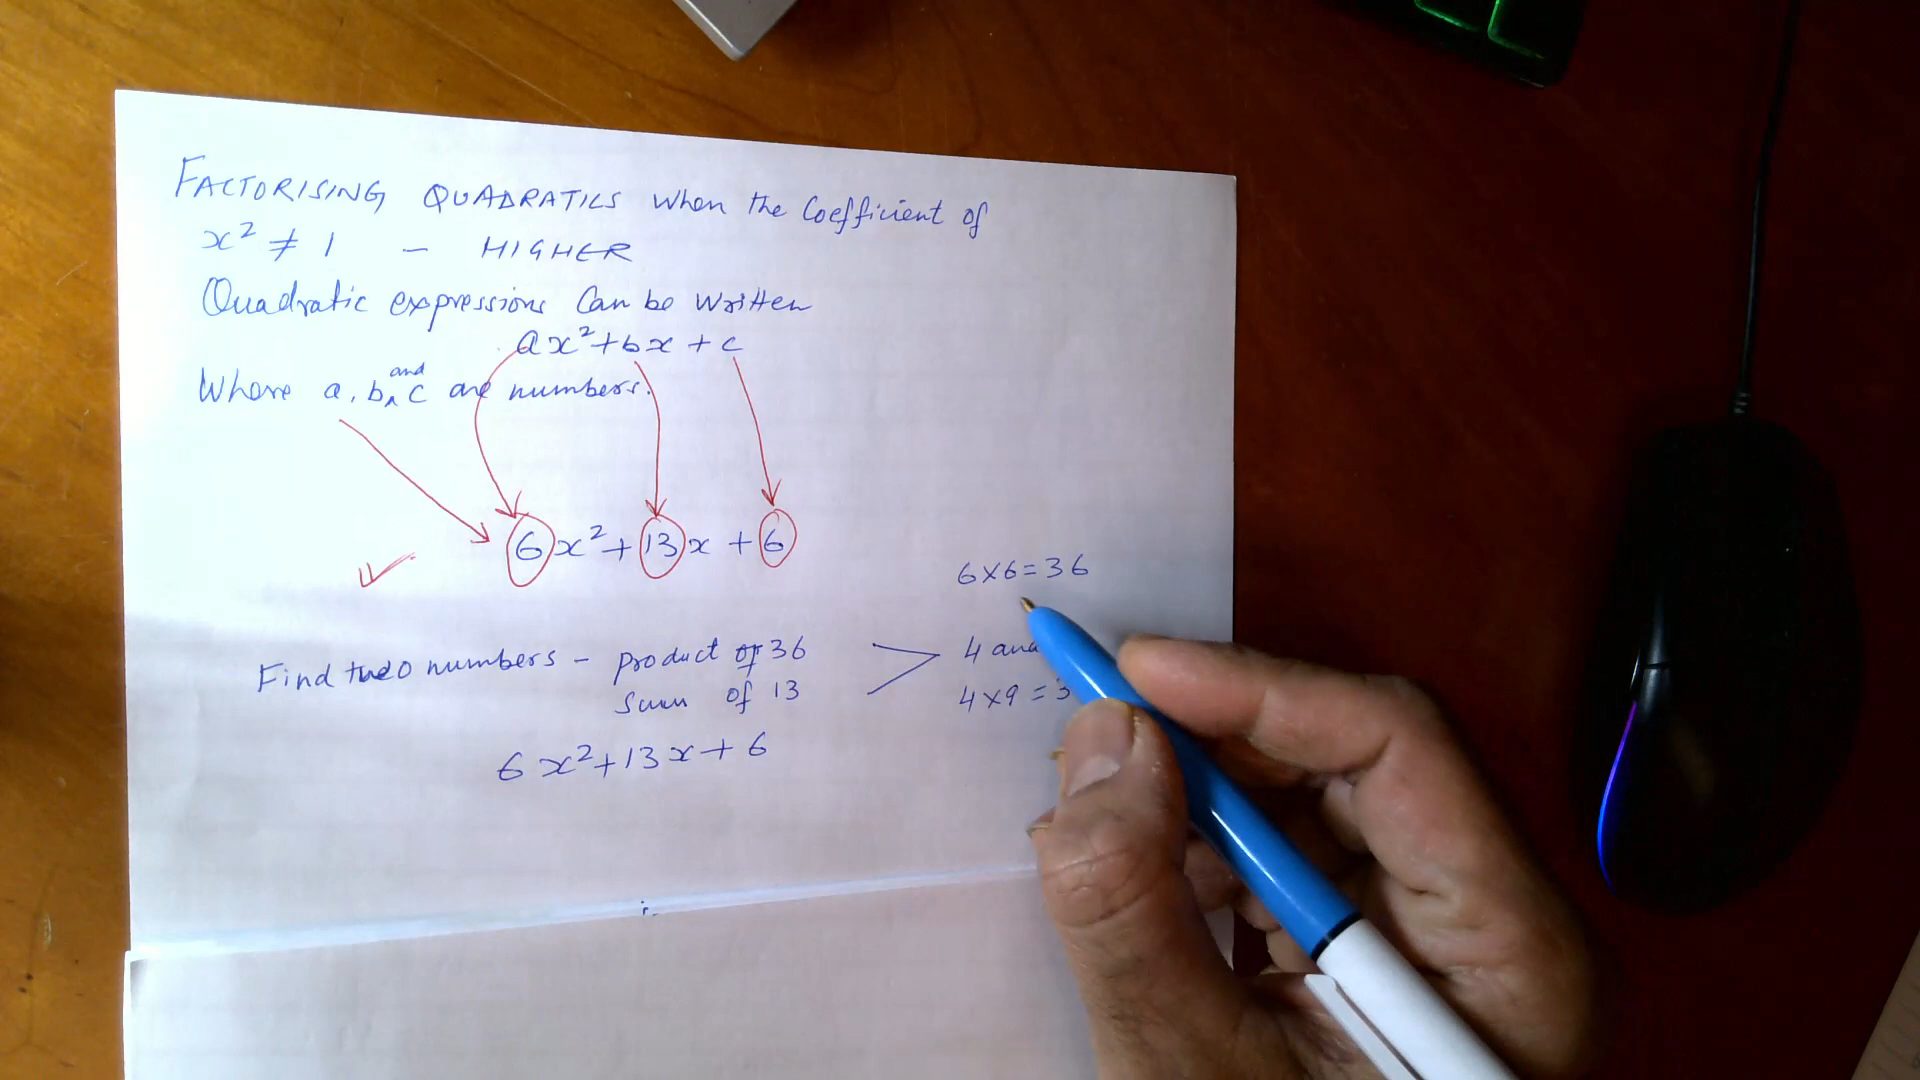 FACTORISING QUADRATICS when the Coefficient of
x² ≠ 1 - HIGHER
Quadratic expressions Can be written
ax²+bx + c
Where a, b and c are numbers.
6x²+13x + 6
6×6=36
Find two numbers - product of 36
sum of 13
4 and
4×9=3
6x²+13x+6